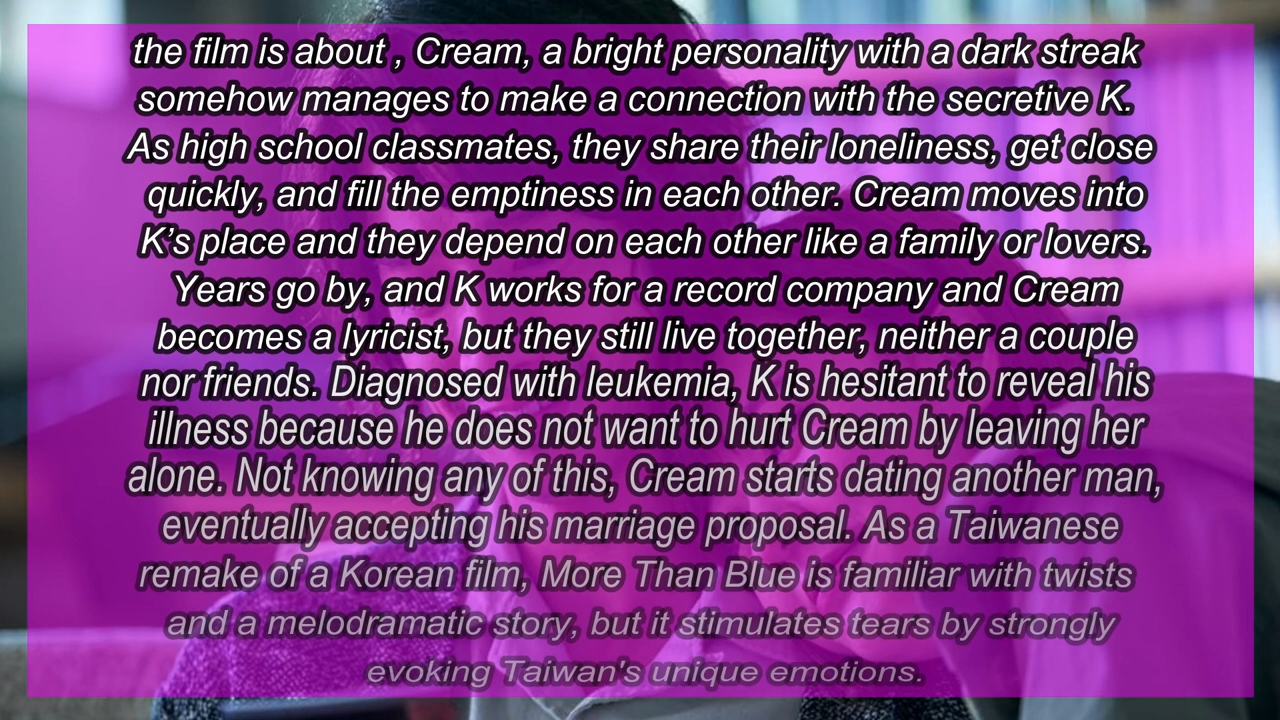 the film is about , Cream, a bright personality with a dark streak
somehow manages to make a connection with the secretive K.
As high school classmates, they share their loneliness, get close
quickly, and fill the emptiness in each other. Cream moves into
K’s place and they depend on each other like a family or lovers.
Years go by, and K works for a record company and Cream
becomes a lyricist, but they still live together, neither a couple
nor friends. Diagnosed with leukemia, K is hesitant to reveal his
illness because he does not want to hurt Cream by leaving her
alone. Not knowing any of this, Cream starts dating another man,
eventually accepting his marriage proposal. As a Taiwanese
remake of a Korean film, More Than Blue is familiar with twists
and a melodramatic story, but it stimulates tears by strongly
evoking Taiwan's unique emotions.